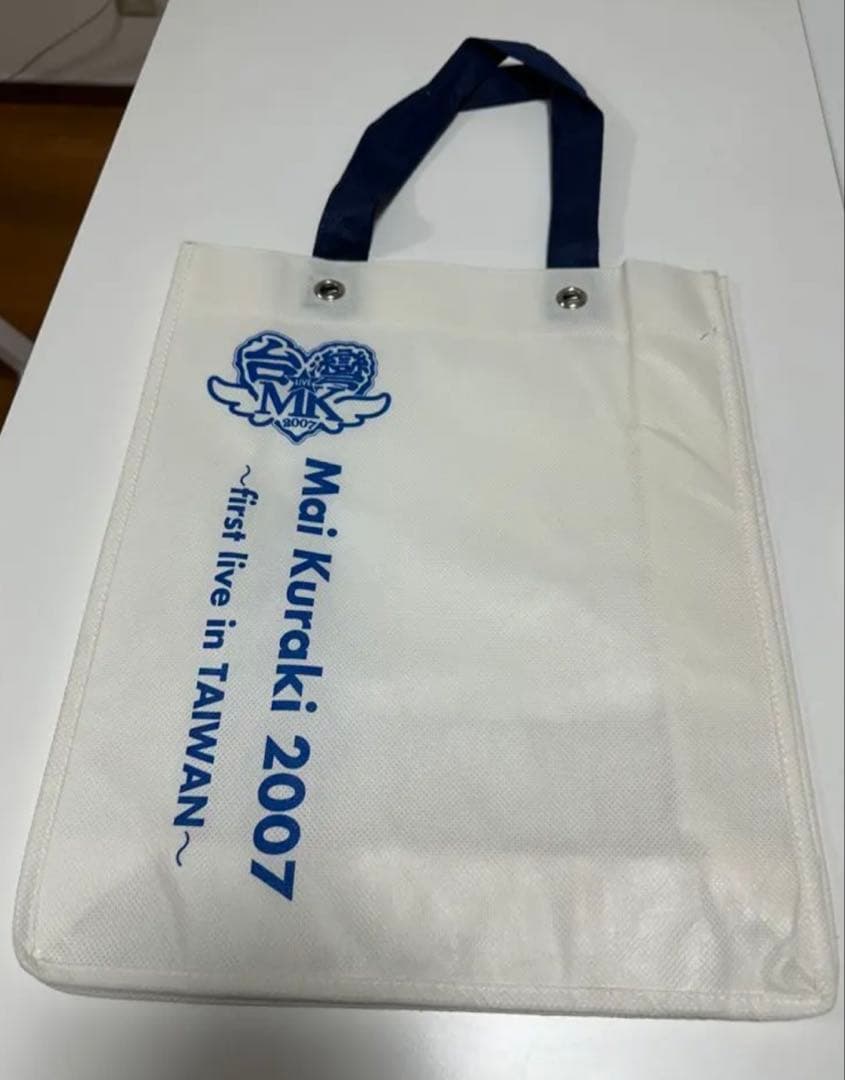 台灣
LIVE
MK
2007
Mai Kuraki 2007
~first live in TAIWAN~